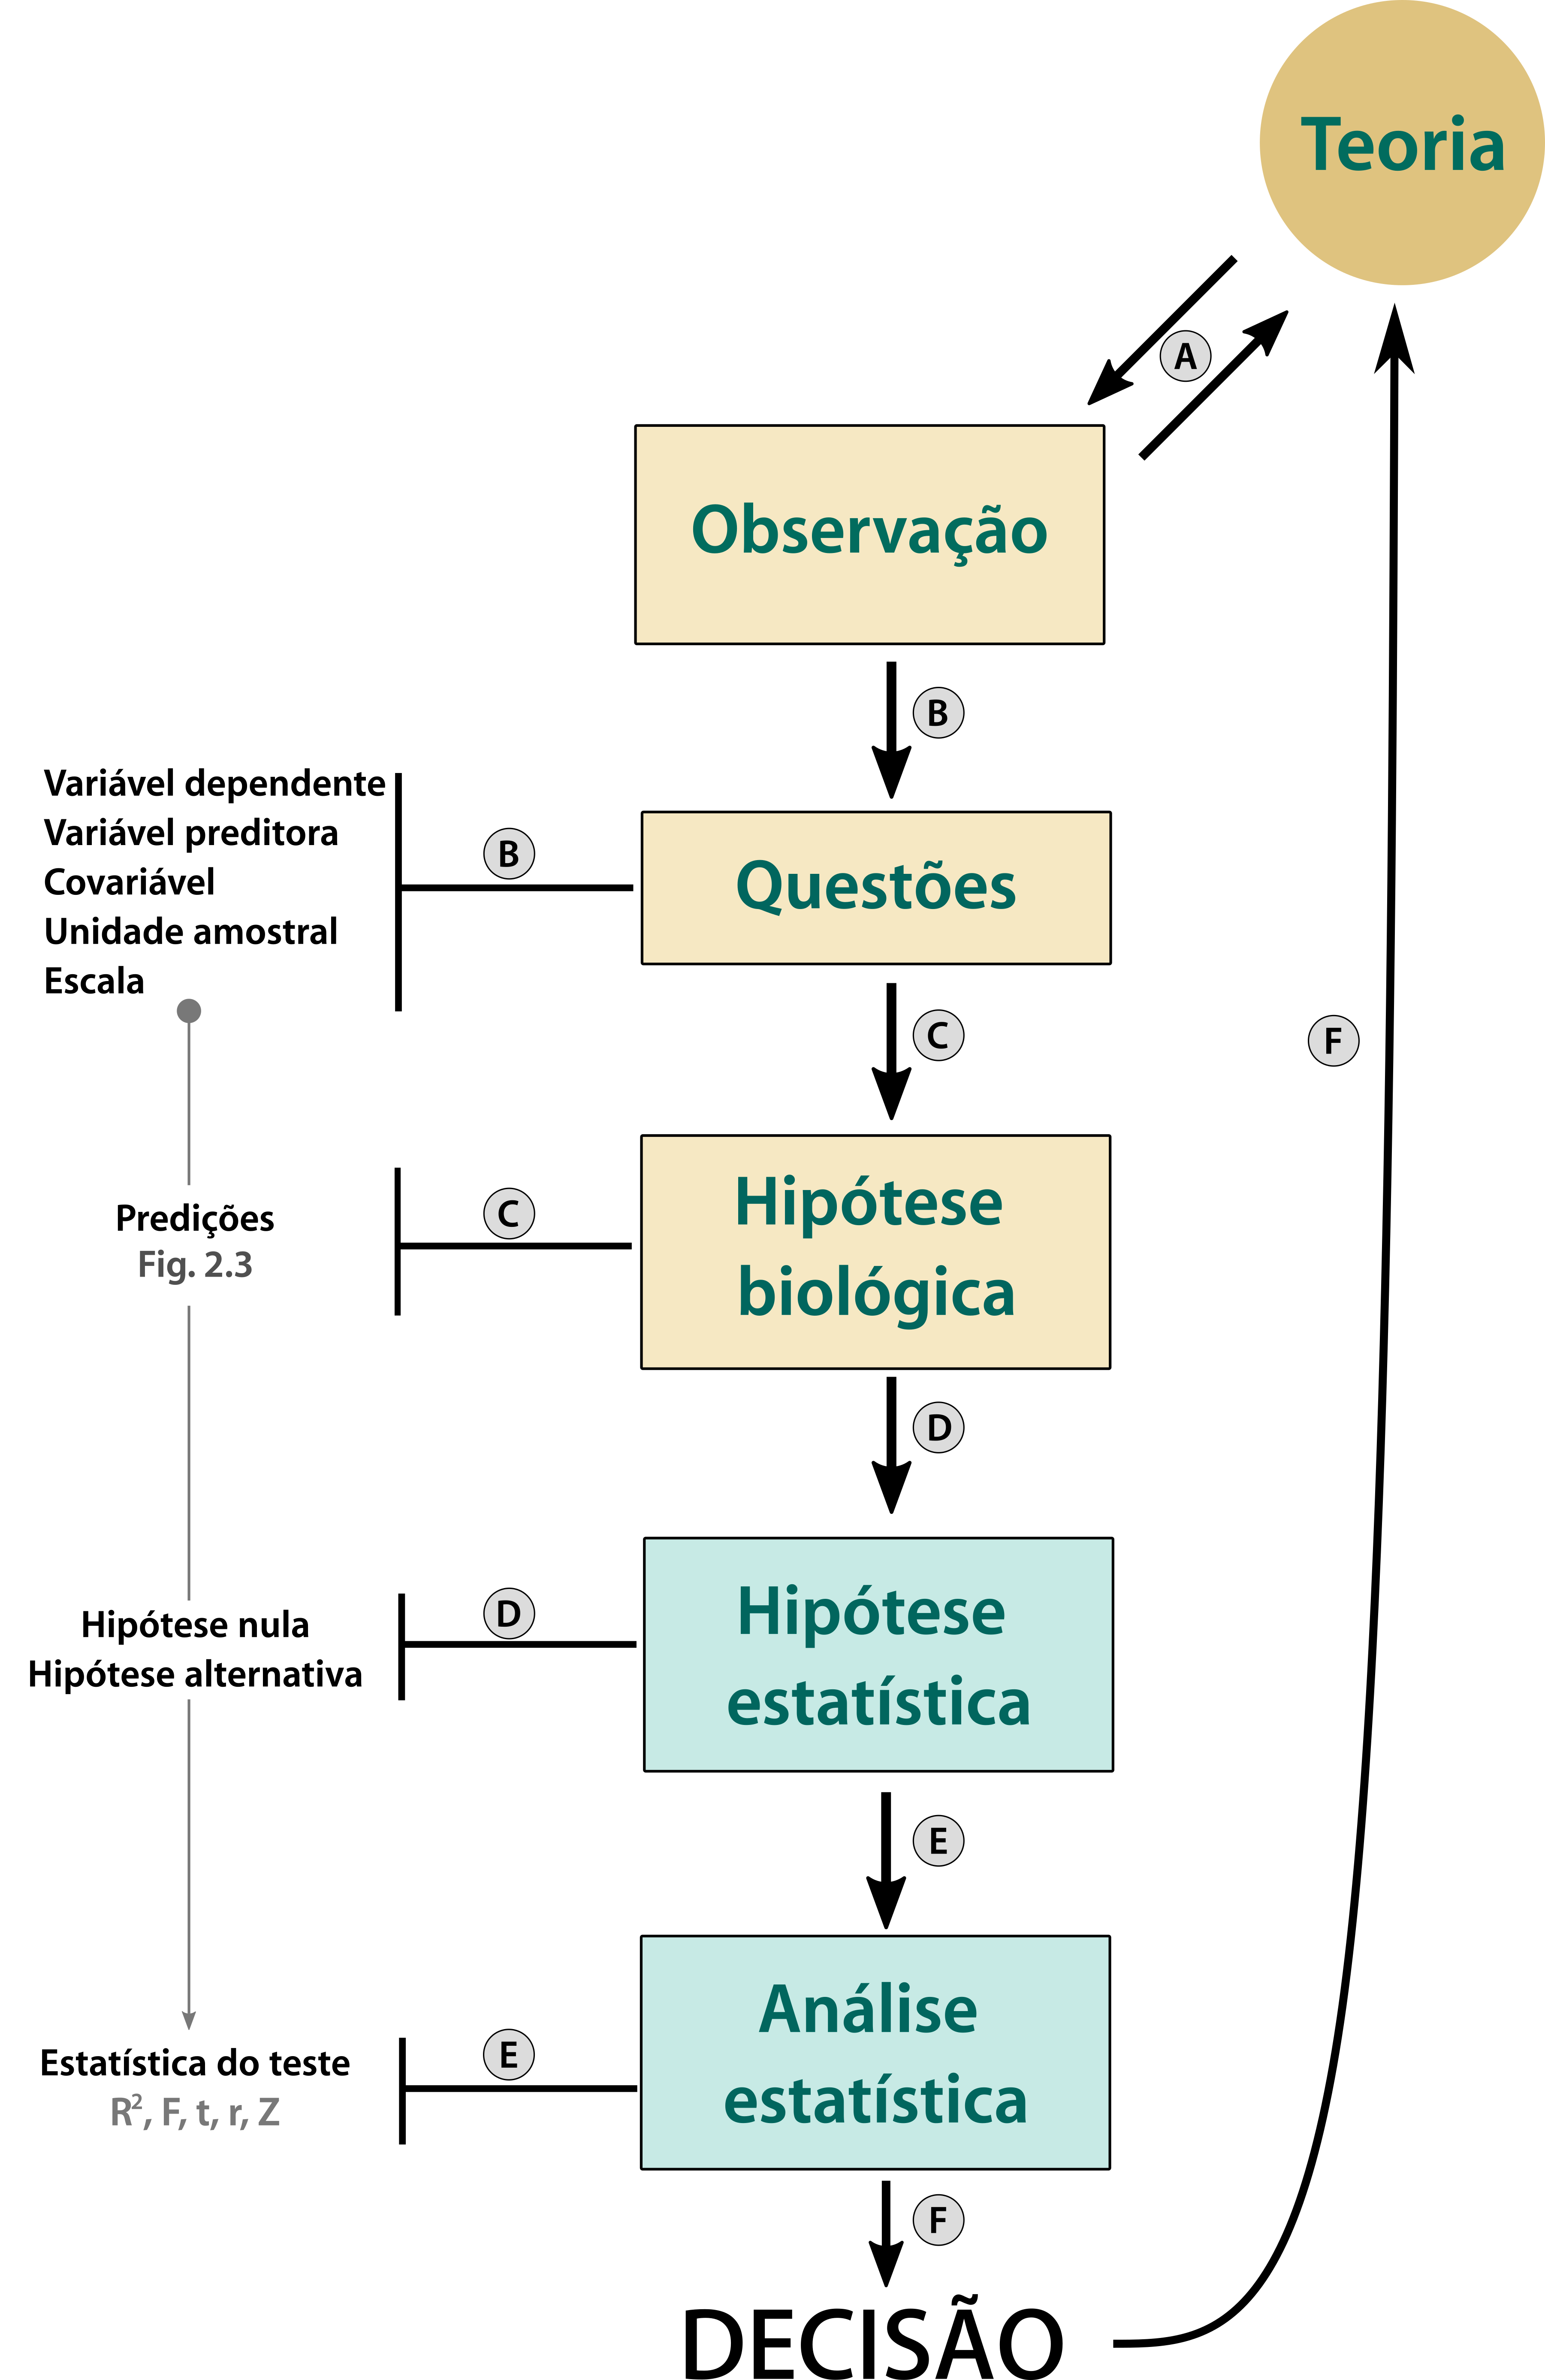 Teoria
A
Observação
B
Variável dependente
Variável preditora
Covariável
Unidade amostral
Escala
B
Questões
C
F
Predições
Fig. 2.3
C
Hipótese
biológica
D
Hipótese nula
Hipótese alternativa
D
Hipótese
estatística
E
Estatística do teste
R², F, t, r, Z
E
Análise
estatística
F
DECISÃO